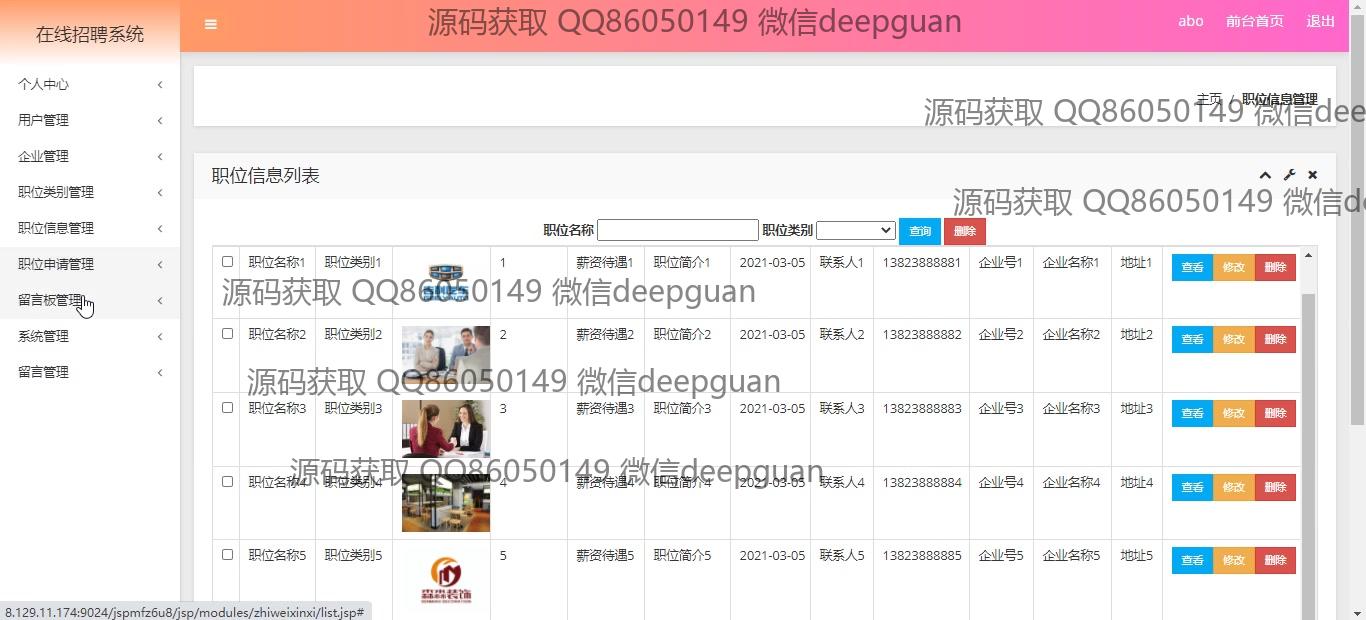 在线招聘系统
源码获取 QQ86050149 微信deepguan
abo 前台首页 退出
个人中心
用户管理
企业管理
职位类别管理
职位信息管理
职位申请管理
留言板管理
系统管理
留言管理
主页 / 职位信息管理
源码获取 QQ86050149 微信dee
职位信息列表
源码获取 QQ86050149 微信de
职位名称 职位类别 查询 删除
职位名称1 职位类别1 1 薪资待遇1 职位简介1 2021-03-05 联系人1 13823888881 企业号1 企业名称1 地址1 查看 修改 删除
源码获取 QQ86050149 微信deepguan
职位名称2 职位类别2 2 薪资待遇2 职位简介2 2021-03-05 联系人2 13823888882 企业号2 企业名称2 地址2 查看 修改 删除
源码获取 QQ86050149 微信deepguan
职位名称3 职位类别3 3 薪资待遇3 职位简介3 2021-03-05 联系人3 13823888883 企业号3 企业名称3 地址3 查看 修改 删除
源码获取 QQ86050149 微信deepguan
职位名称4 职位类别4 4 薪资待遇4 职位简介4 2021-03-05 联系人4 13823888884 企业号4 企业名称4 地址4 查看 修改 删除
职位名称5 职位类别5 5 薪资待遇5 职位简介5 2021-03-05 联系人5 13823888885 企业号5 企业名称5 地址5 查看 修改 删除
8.129.11.174:9024/jspmfz6u8/jsp/modules/zhiweixinxi/list.jsp#